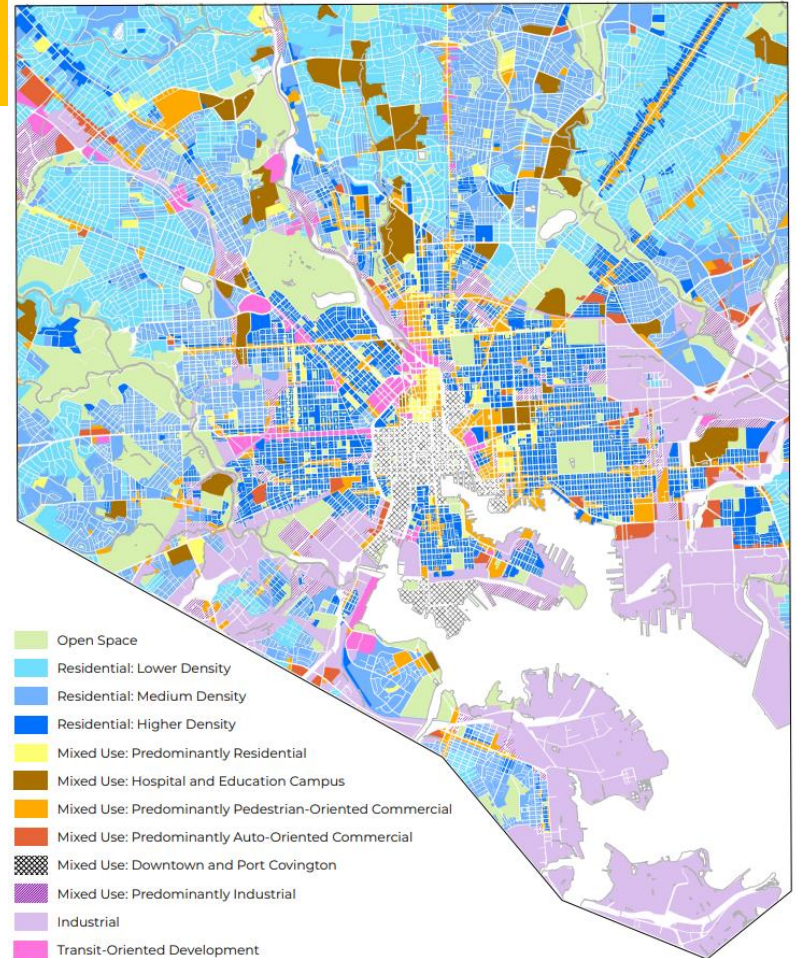 Open Space
Residential: Lower Density
Residential: Medium Density
Residential: Higher Density
Mixed Use: Predominantly Residential
Mixed Use: Hospital and Education Campus
Mixed Use: Predominantly Pedestrian-Oriented Commercial
Mixed Use: Predominantly Auto-Oriented Commercial
Mixed Use: Downtown and Port Covington
Mixed Use: Predominantly Industrial
Industrial
Transit-Oriented Development